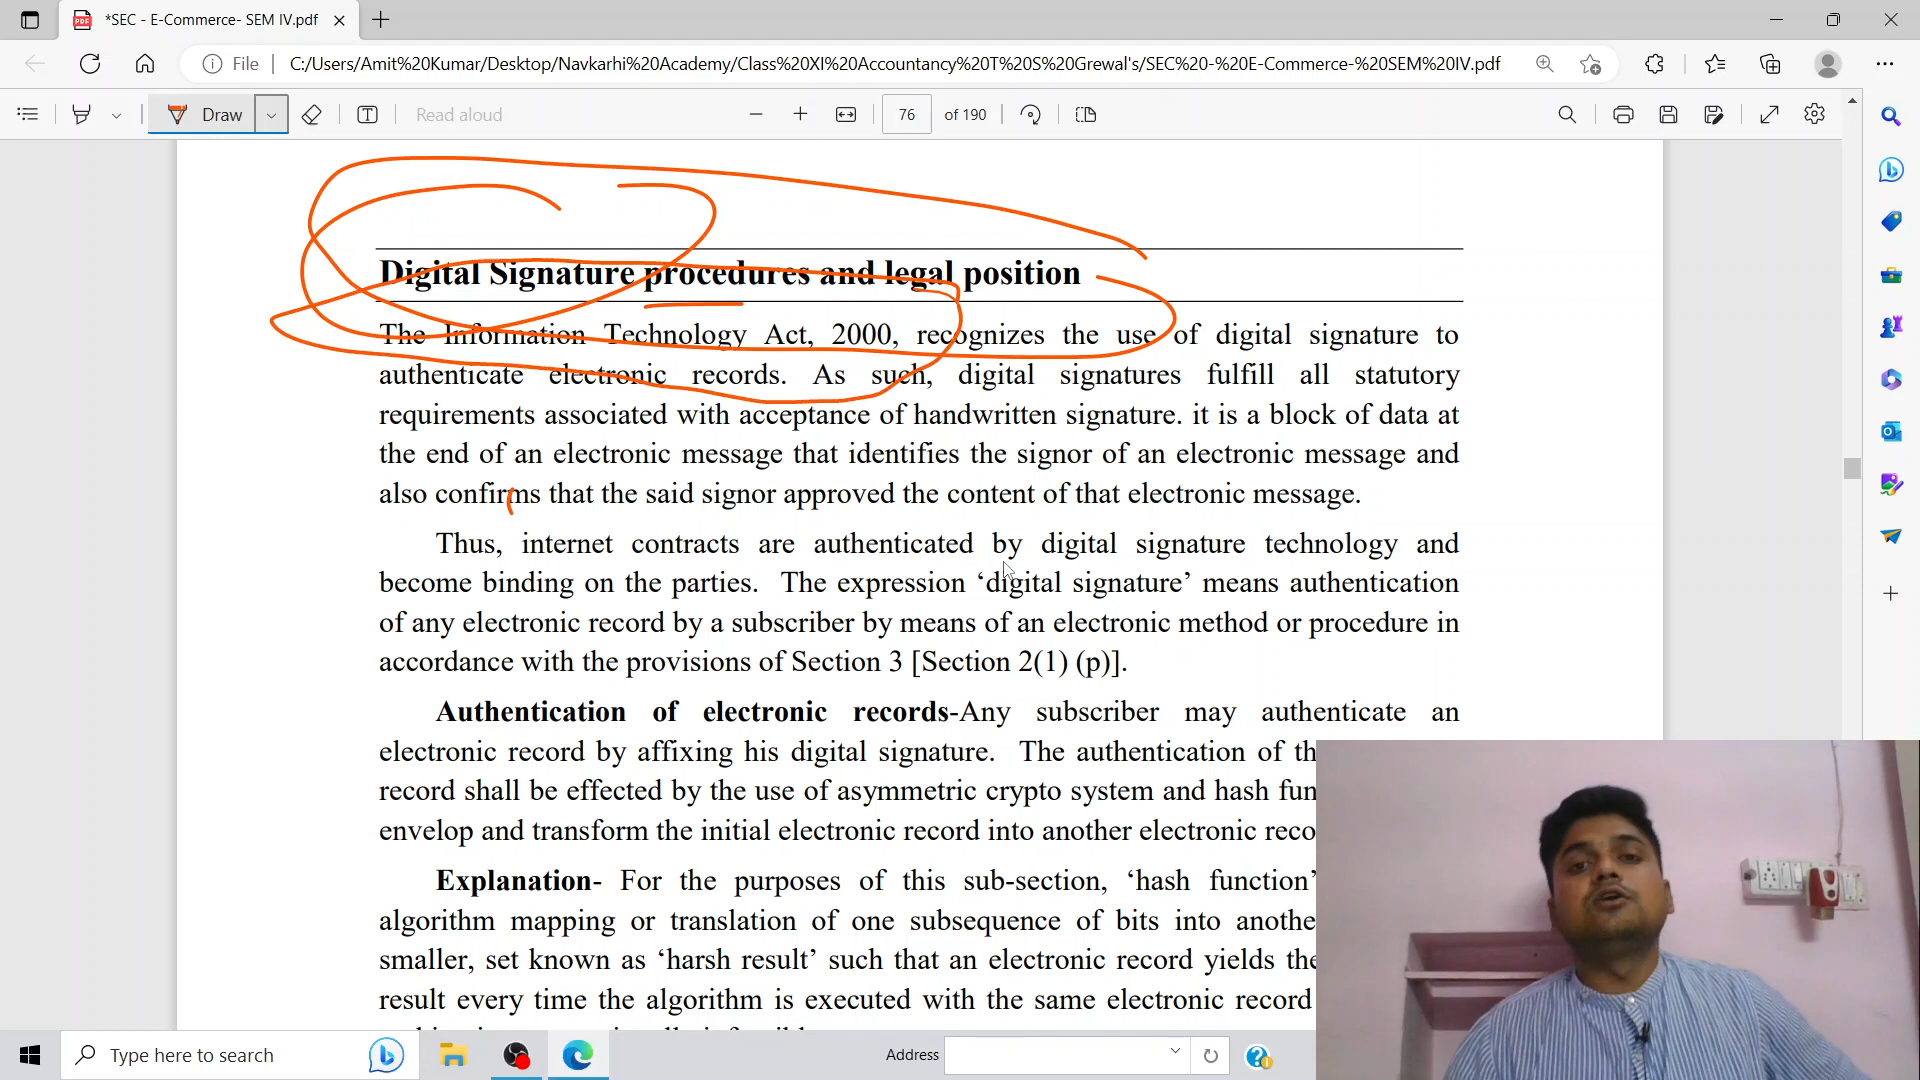 *SEC - E-Commerce- SEM IV.pdf
File
C:/Users/Amit%20Kumar/Desktop/Navkarhi%20Academy/Class%20XI%20Accountancy%20T%20S%20Grewal's/SEC%20-%20E-Commerce-%20SEM%20IV.pdf
Draw
Read aloud
76 of 190
Digital Signature procedures and legal position
The Information Technology Act, 2000, recognizes the use of digital signature to
authenticate electronic records. As such, digital signatures fulfill all statutory
requirements associated with acceptance of handwritten signature. it is a block of data at
the end of an electronic message that identifies the signor of an electronic message and
also confirms that the said signor approved the content of that electronic message.
Thus, internet contracts are authenticated by digital signature technology and
become binding on the parties. The expression ‘digital signature’ means authentication
of any electronic record by a subscriber by means of an electronic method or procedure in
accordance with the provisions of Section 3 [Section 2(1) (p)].
Authentication of electronic records-Any subscriber may authenticate an
electronic record by affixing his digital signature. The authentication of th
record shall be effected by the use of asymmetric crypto system and hash fun
envelop and transform the initial electronic record into another electronic reco
Explanation- For the purposes of this sub-section, ‘hash function’
algorithm mapping or translation of one subsequence of bits into anothe
smaller, set known as ‘harsh result’ such that an electronic record yields the
result every time the algorithm is executed with the same electronic record
Type here to search
Address